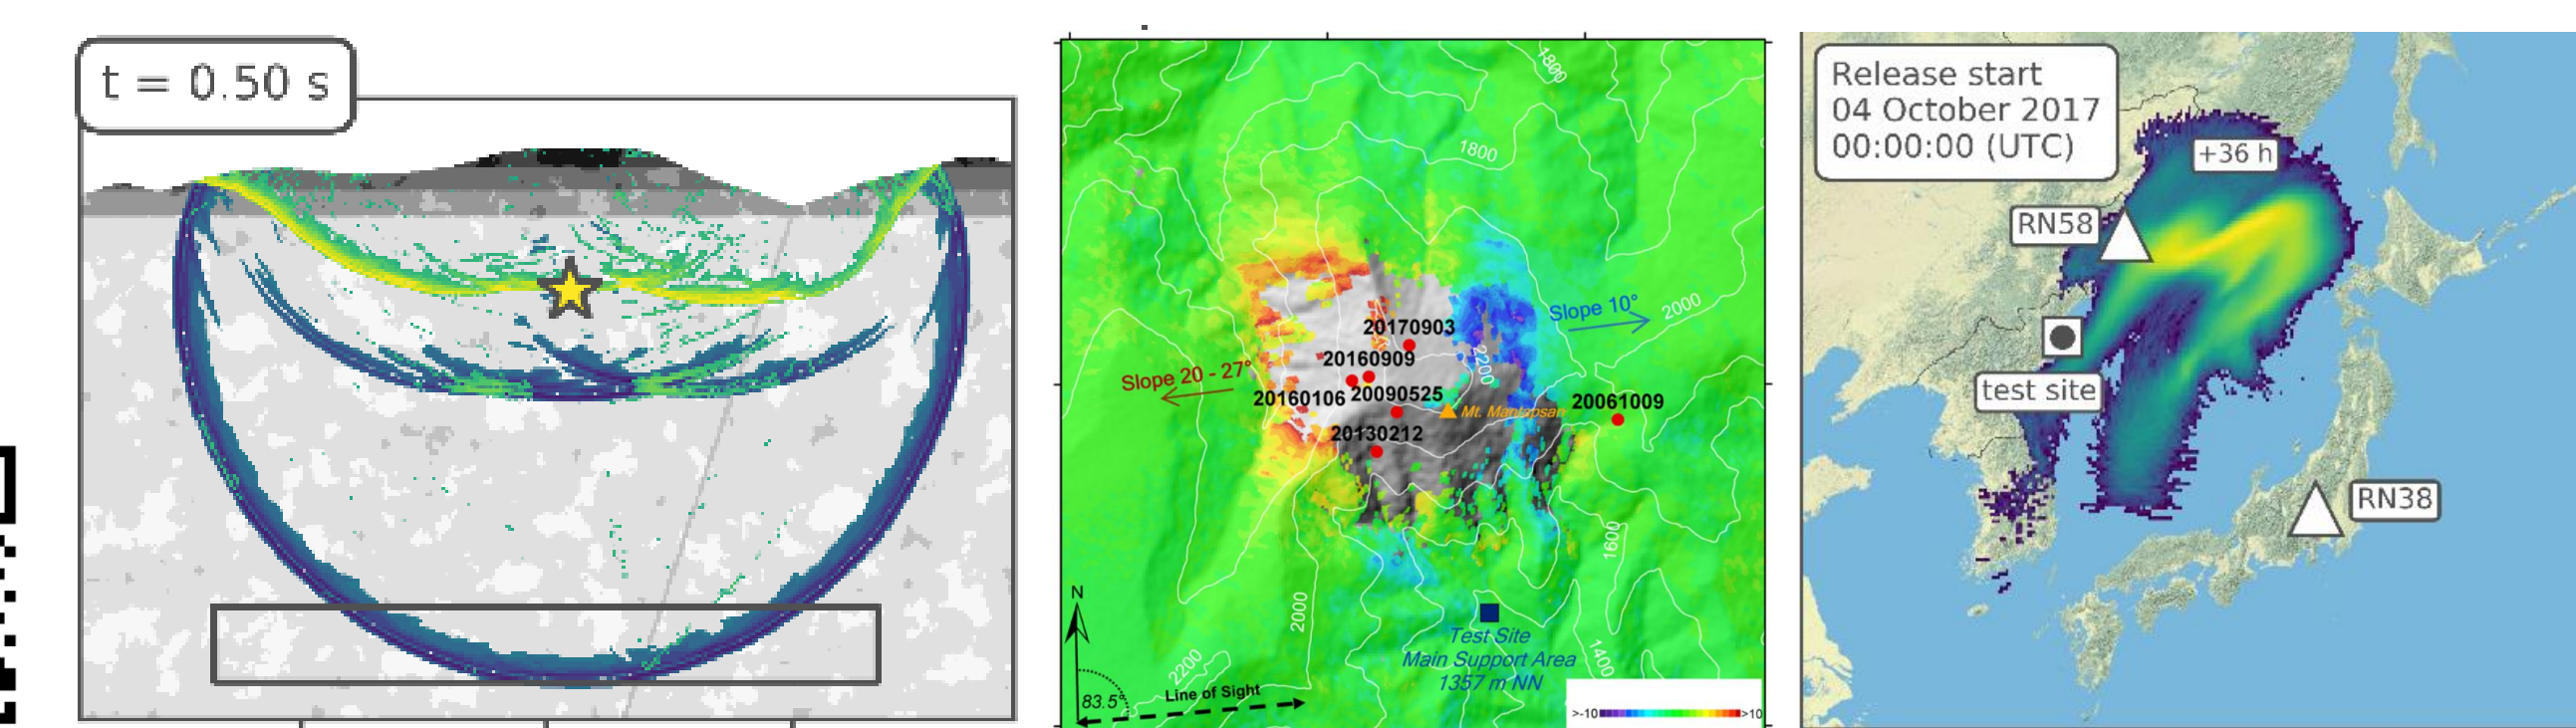 t = 0.50 s
1800
1800
20170903
Slope 10°
2000
20160909
2200
Slope 20 - 27°
20160106
20090525
Mt. Mantapsan
20061009
20130212
1600
2000
Test Site
Main Support Area
1357 m NN
1400
2200
N
83.5°
Line of Sight
>-10
>10
Release start
04 October 2017
00:00:00 (UTC)
+36 h
RN58
test site
RN38